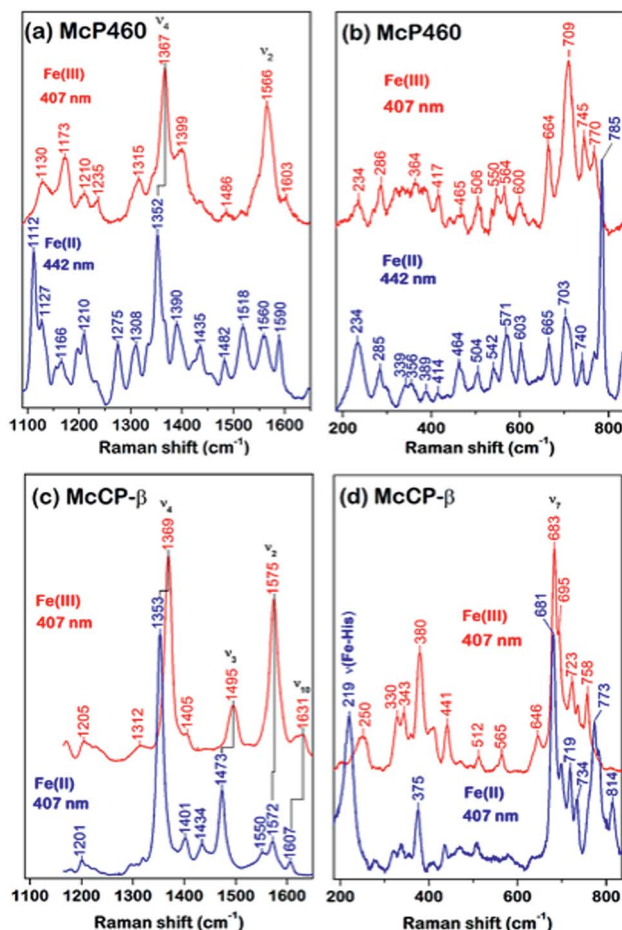 (a) McP460
ν4
ν2
Fe(III)
407 nm
1130
1173
1210
1235
1315
1367
1399
1486
1566
1603
Fe(II)
442 nm
1112
1127
1166
1210
1275
1308
1352
1390
1435
1482
1518
1560
1590
1100 1200 1300 1400 1500 1600
Raman shift (cm-1)
(b) McP460
Fe(III)
407 nm
234
286
364
417
465
506
550
564
600
664
709
745
770
785
Fe(II)
442 nm
234
285
339
356
389
414
464
504
542
571
603
665
703
740
200 400 600 800
Raman shift (cm-1)
(c) McCP-β
ν4
ν3
ν2
ν10
Fe(III)
407 nm
1205
1312
1369
1405
1495
1575
1631
Fe(II)
407 nm
1201
1353
1401
1434
1473
1550
1572
1607
1100 1200 1300 1400 1500 1600
Raman shift (cm-1)
(d) McCP-β
ν7
Fe(III)
407 nm
250
330
343
380
441
512
565
646
683
695
723
758
Fe(II)
407 nm
219 ν(Fe-His)
375
681
719
734
773
814
200 400 600 800
Raman shift (cm-1)